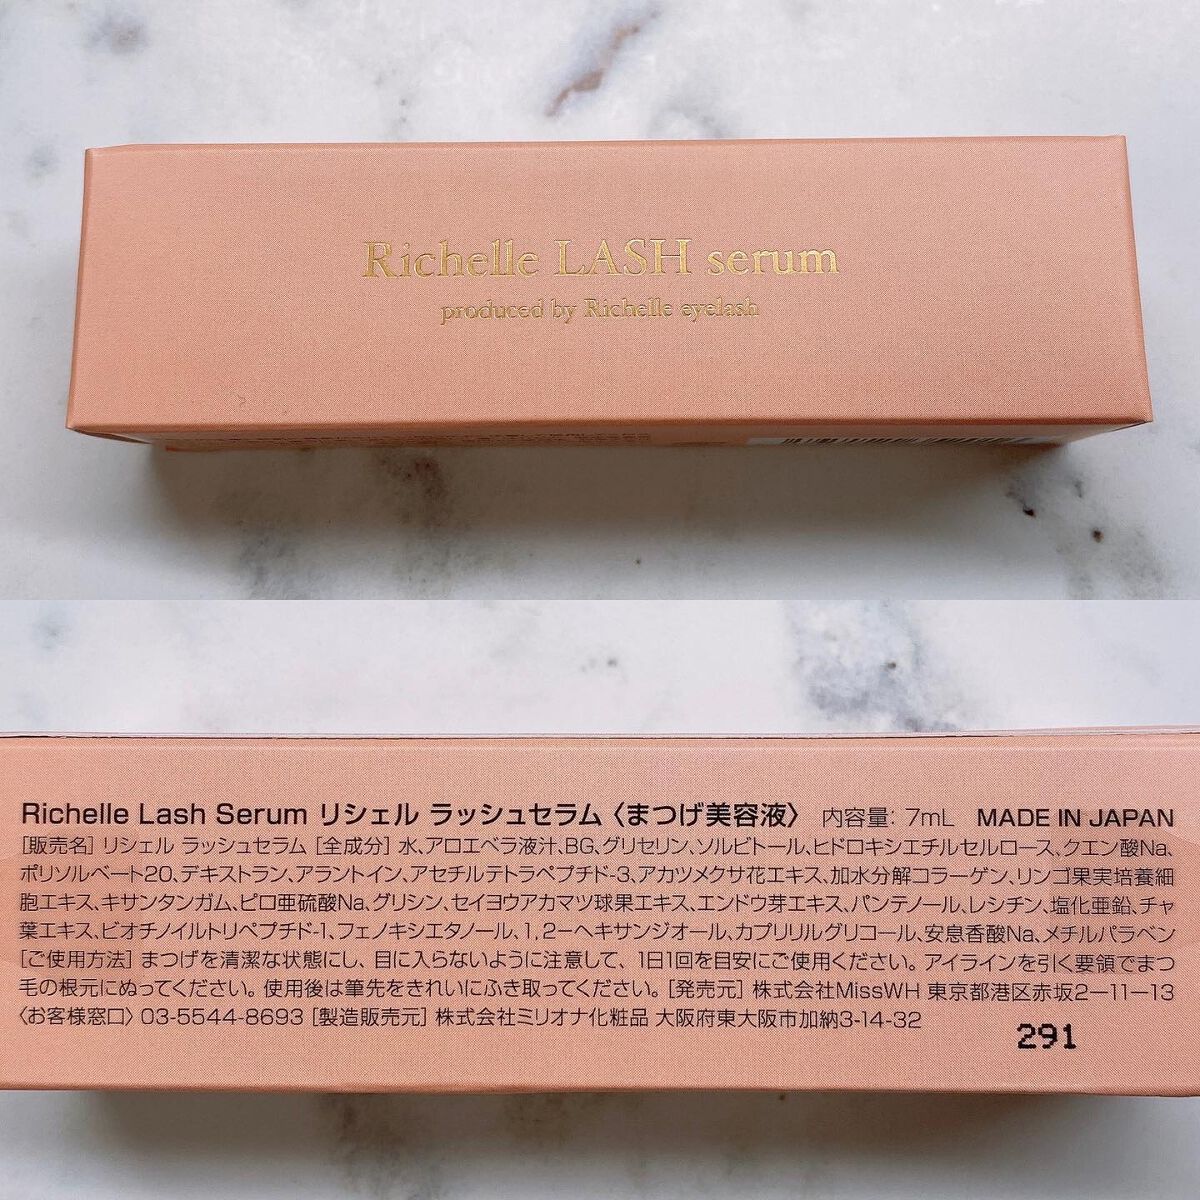 Richelle LASH serum
produced by Richelle eyelash
Richelle Lash Serum リシェル ラッシュセラム〈まつげ美容液〉 内容量: 7mL MADE IN JAPAN
[販売名] リシェル ラッシュセラム [全成分] 水、アロエベラ液汁、BG、グリセリン、ソルビトール、ヒドロキシエチルセルロース、クエン酸Na、
ポリソルベート20、デキストラン、アラントイン、アセチルテトラペプチド-3、アカツメクサ花エキス、加水分解コラーゲン、リンゴ果実培養細
胞エキス、キサンタンガム、ピロ亜硫酸Na、グリシン、セイヨウアカマツ球果エキス、エンドウ芽エキス、パンテノール、レシチン、塩化亜鉛、チャ
葉エキス、ビオチノイルトリペプチド-1、フェノキシエタノール、1,2-ヘキサンジオール、カプリリルグリコール、安息香酸Na、メチルパラベン
[ご使用方法] まつげを清潔な状態にし、目に入らないように注意して、1日1回を目安にご使用ください。アイラインを引く要領でまつ
毛の根元にぬってください。使用後は筆先をきれいにふき取ってください。[発売元] 株式会社MissWH 東京都港区赤坂2ー11ー13
〈お客様窓口〉 03-5544-8693 [製造販売元] 株式会社ミリオナ化粧品 大阪府東大阪市加納3-14-32
291